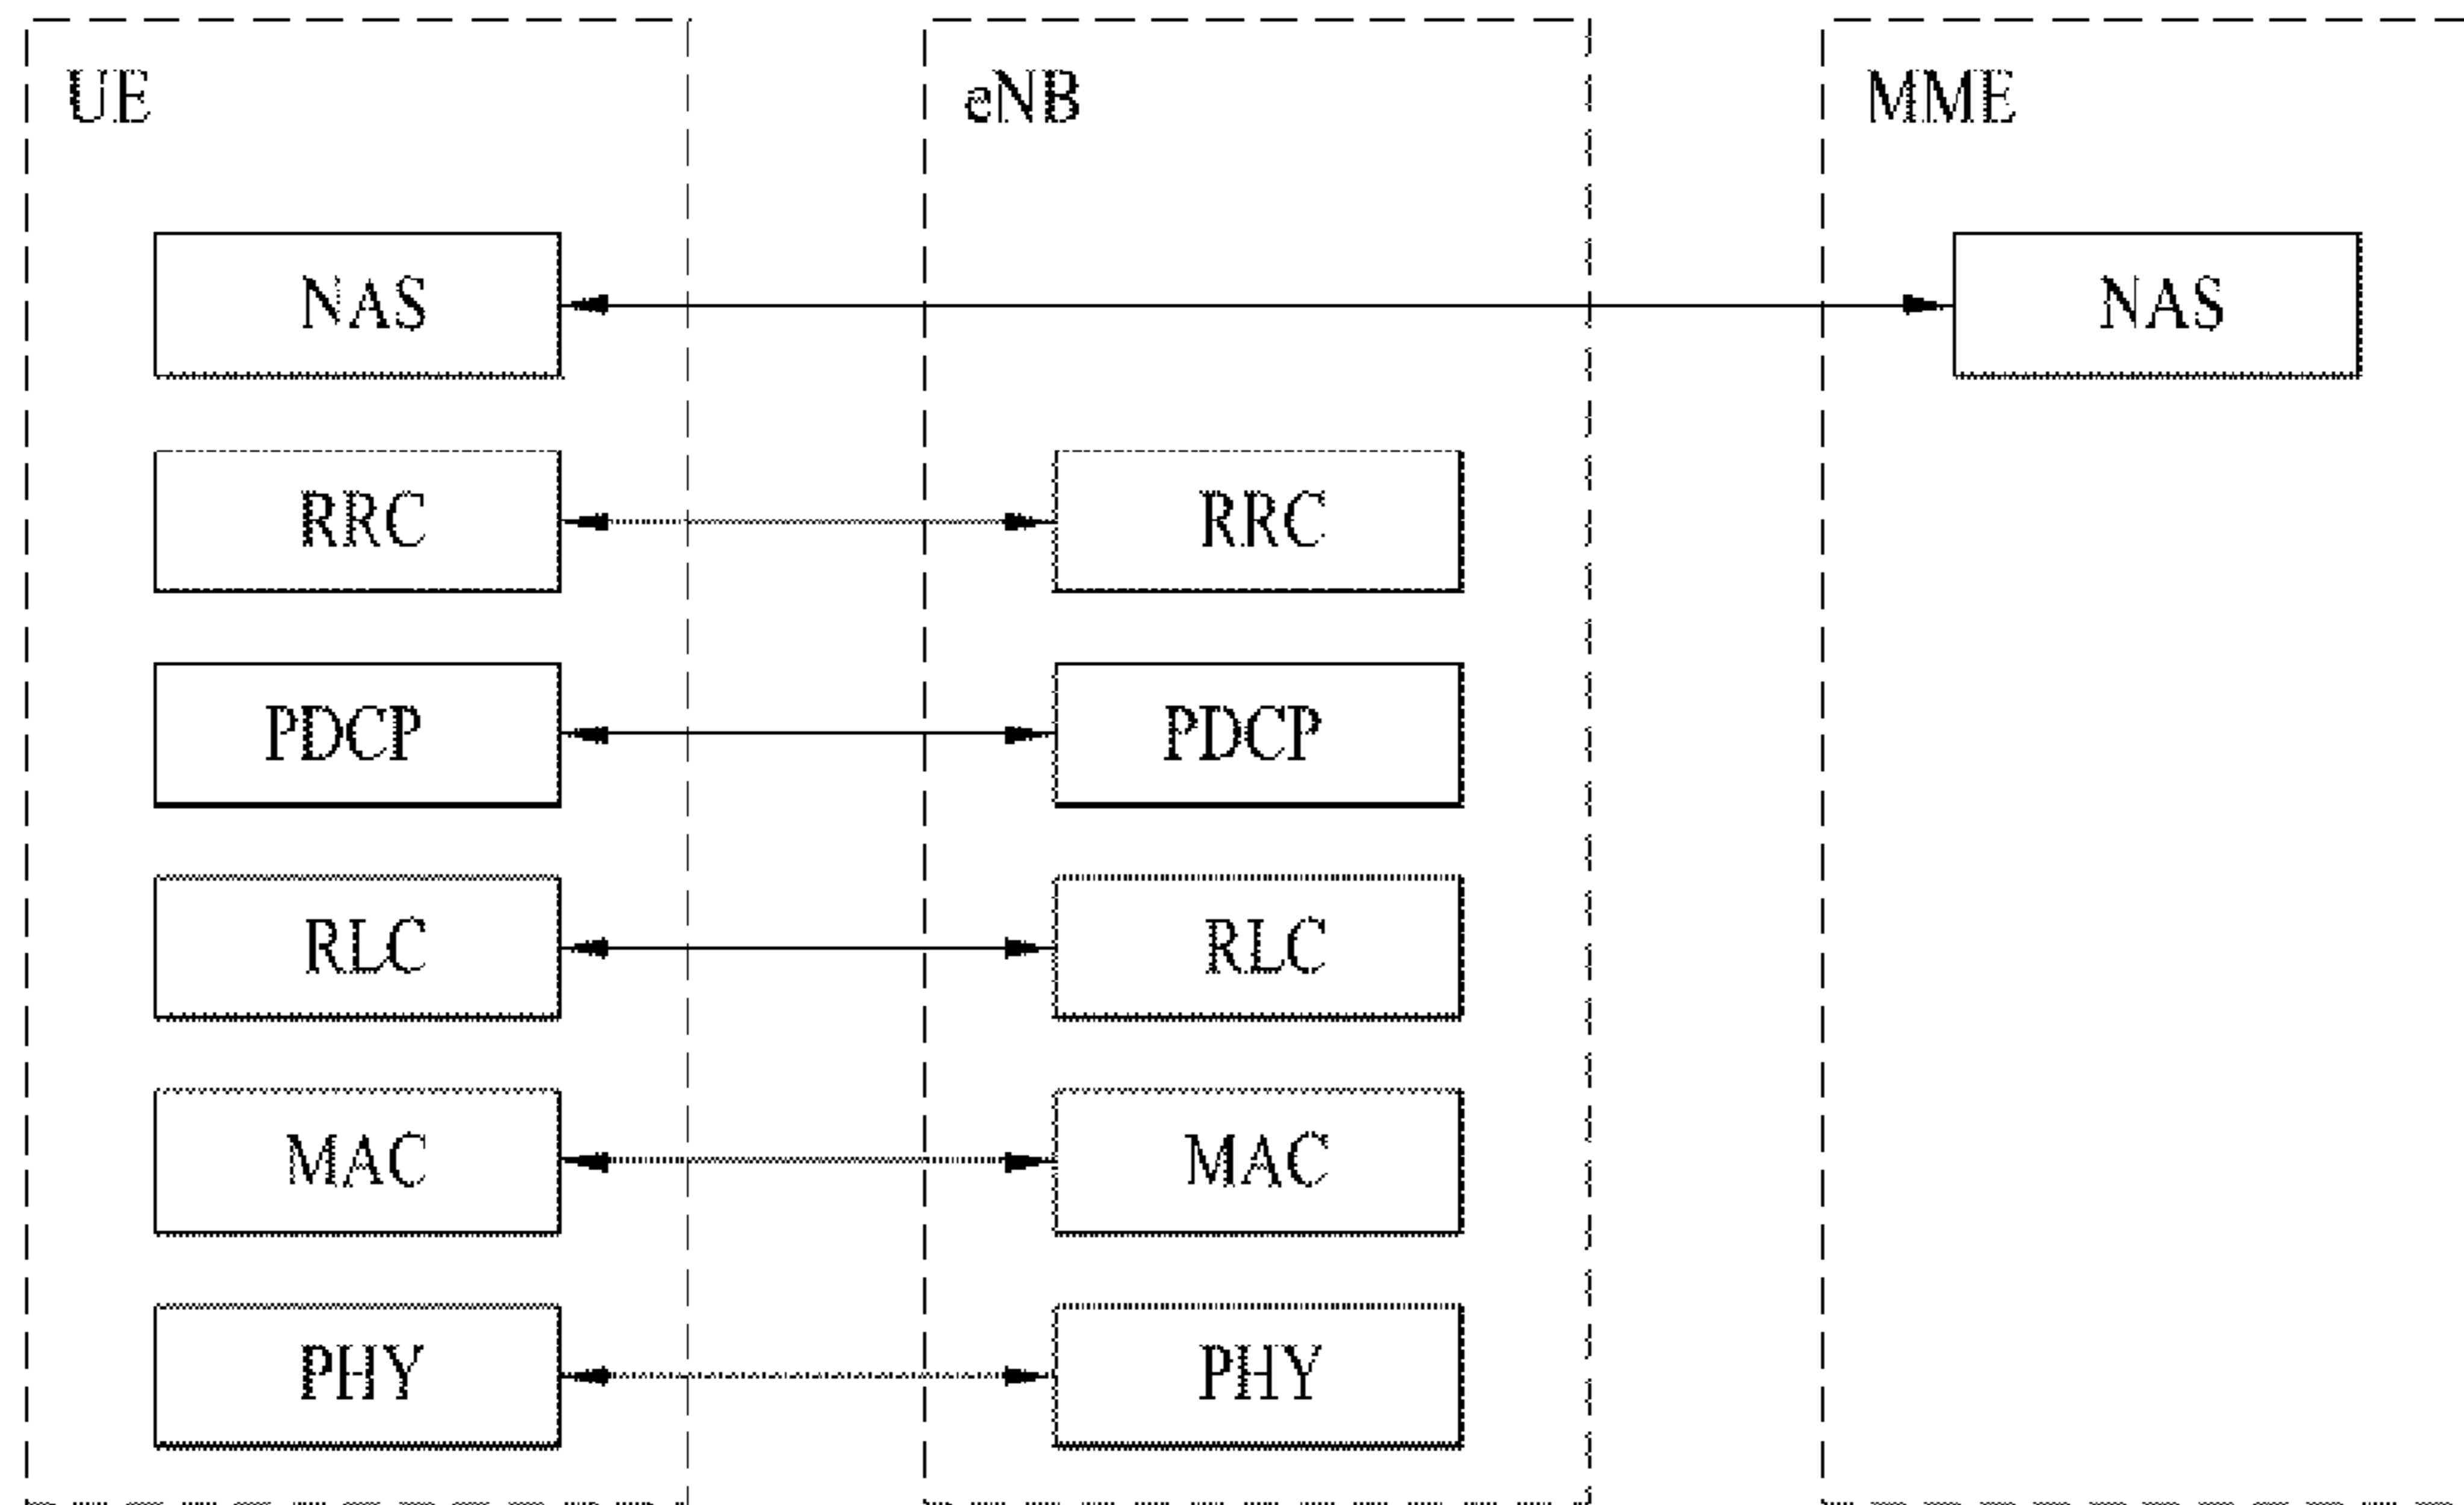 UE eNB MME
NAS NAS
RRC RRC
PDCP PDCP
RLC RLC
MAC MAC
PHY PHY